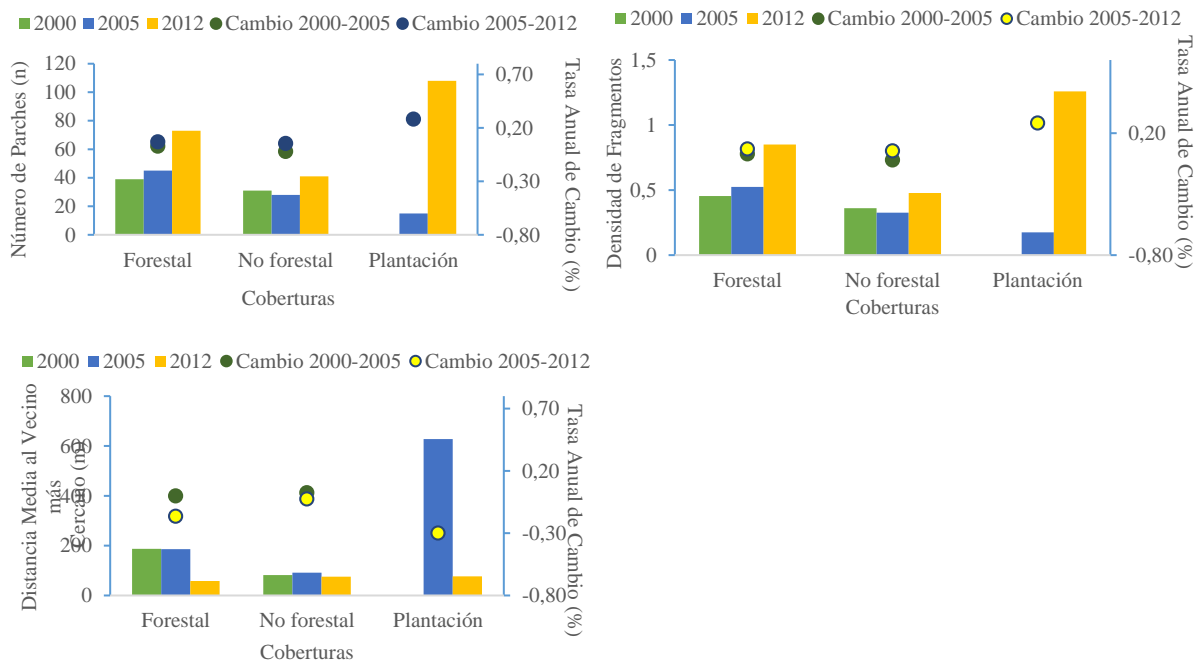 2000 2005 2012 Cambio 2000-2005 Cambio 2005-2012
Número de Parches (n)
120
100
80
60
40
20
0
0,70
0,20
-0,30
-0,80
Tasa Anual de Cambio (%)
Forestal No forestal Plantación
Coberturas
2000 2005 2012 Cambio 2000-2005 Cambio 2005-2012
Densidad de Fragmentos
1,5
1
0,5
0
0,20
-0,80
Tasa Anual de Cambio (%)
Forestal No forestal Plantación
Coberturas
2000 2005 2012 Cambio 2000-2005 Cambio 2005-2012
Distancia Media al Vecino
más
Cercano (m)
800
600
400
200
0
0,70
0,20
-0,30
-0,80
Tasa Anual de Cambio (%)
Forestal No forestal Plantación
Coberturas